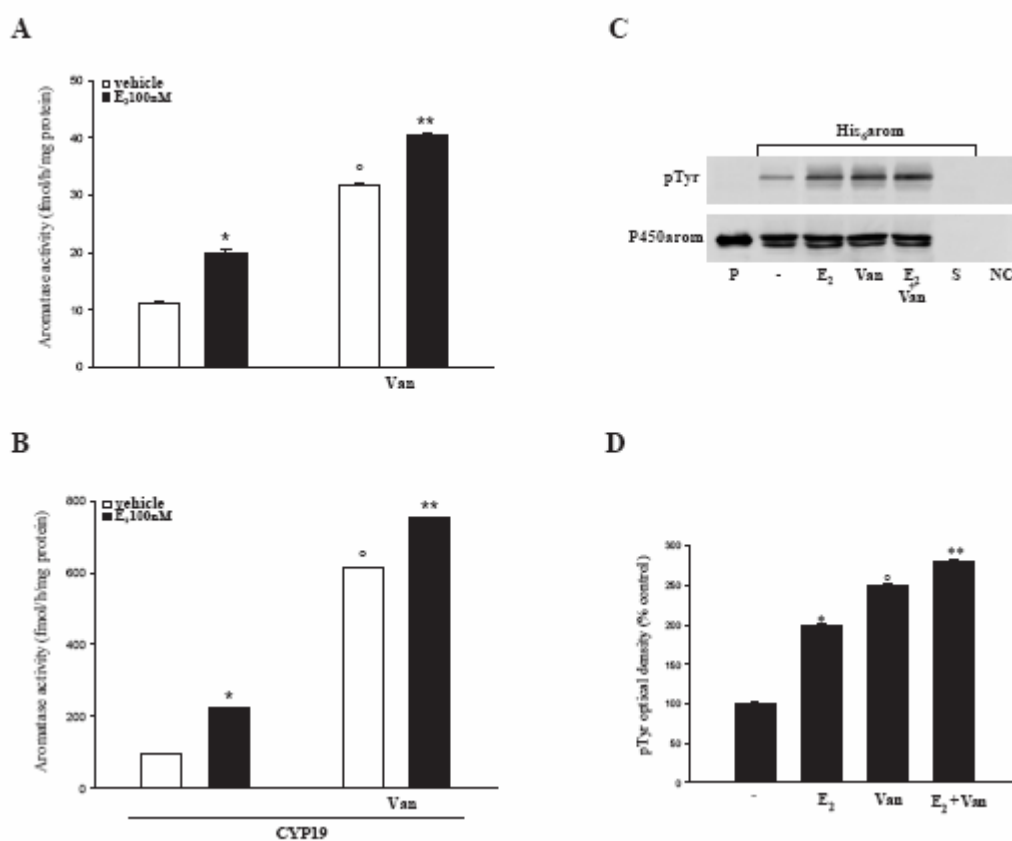 A
Aromatase activity (fmol/h/mg protein)
vehicle
E2 100nM
50
40
30
20
10
0
*
°
**
Van
B
Aromatase activity (fmol/h/mg protein)
vehicle
E2 100nM
800
600
400
200
0
*
°
**
Van
CYP19
C
His6arom
pTyr
P450arom
P - E2 Van E2 + Van S NC
D
pTyr optical density (% control)
300
250
200
150
100
50
0
*
°
**
- E2 Van E2 + Van